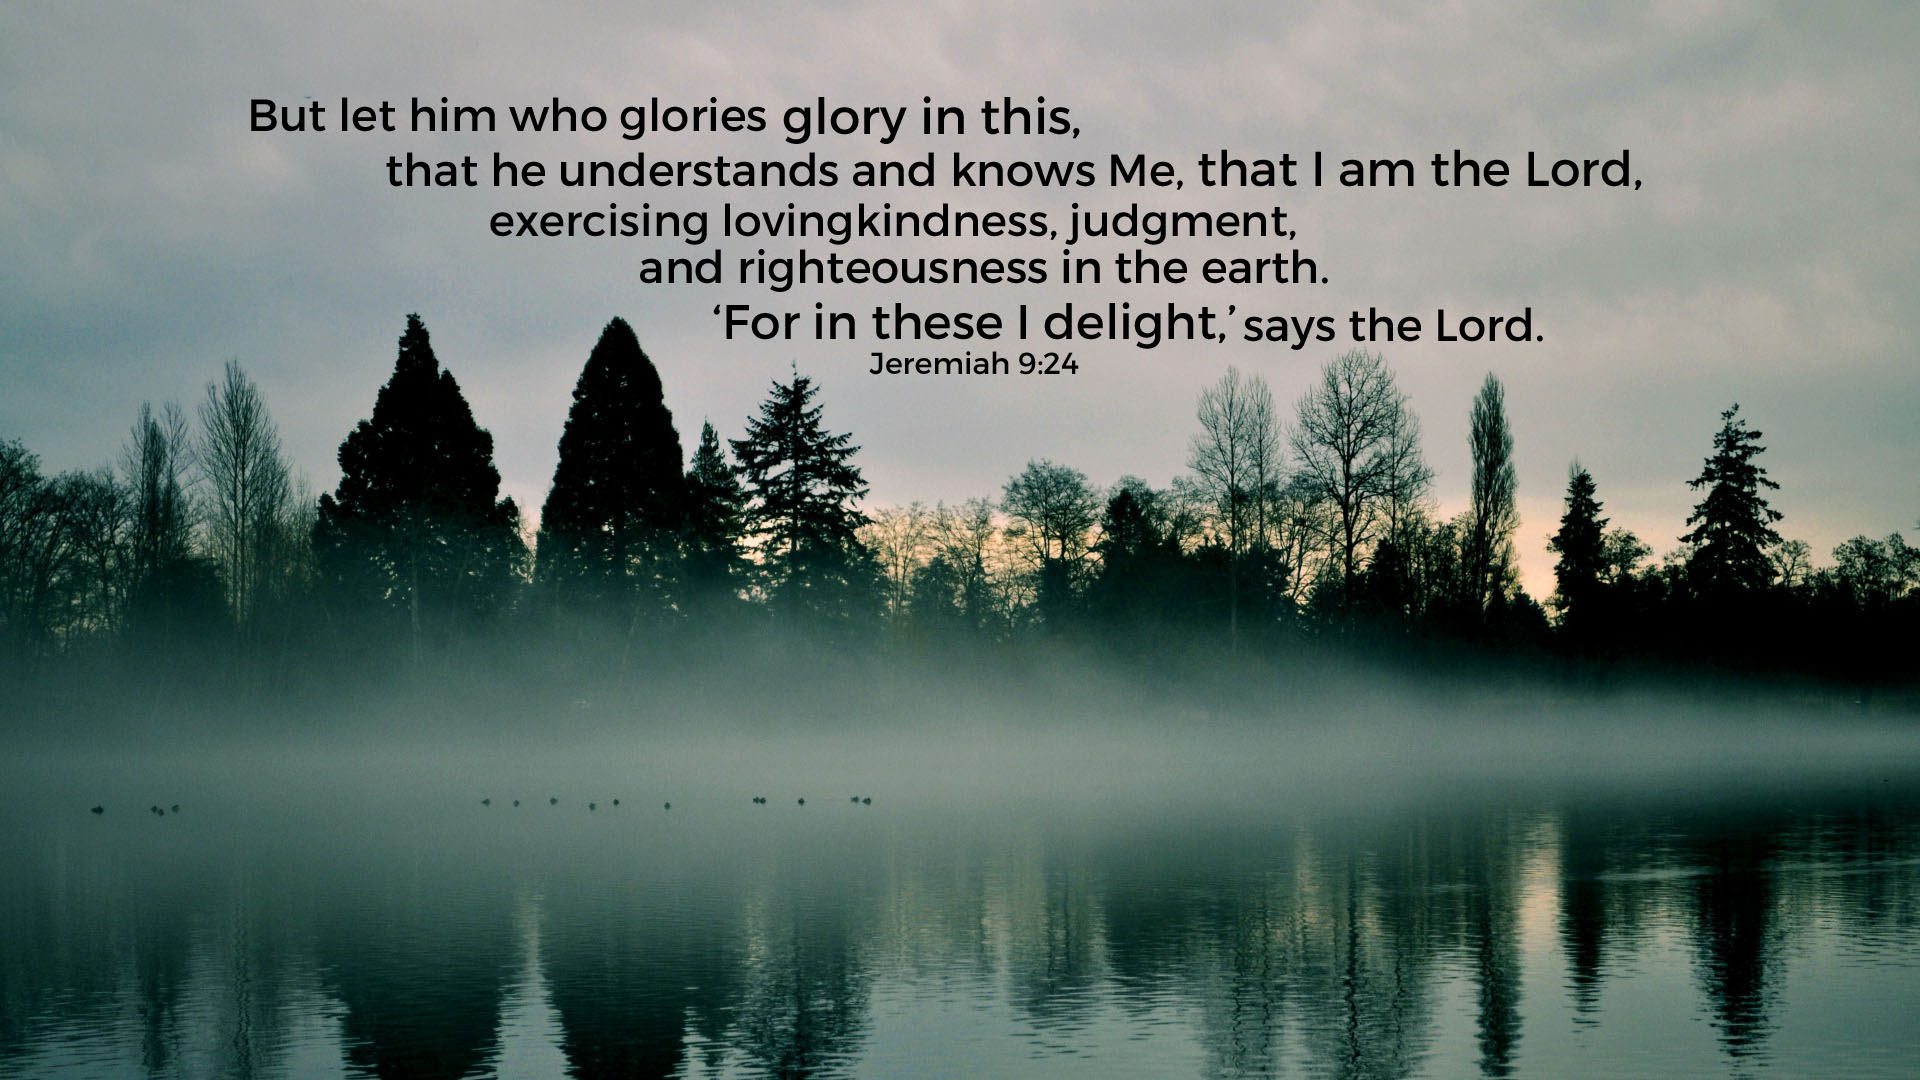 But let him who glories glory in this,
that he understands and knows Me, that I am the Lord,
exercising lovingkindness, judgment,
and righteousness in the earth.
‘For in these I delight,’ says the Lord.
Jeremiah 9:24